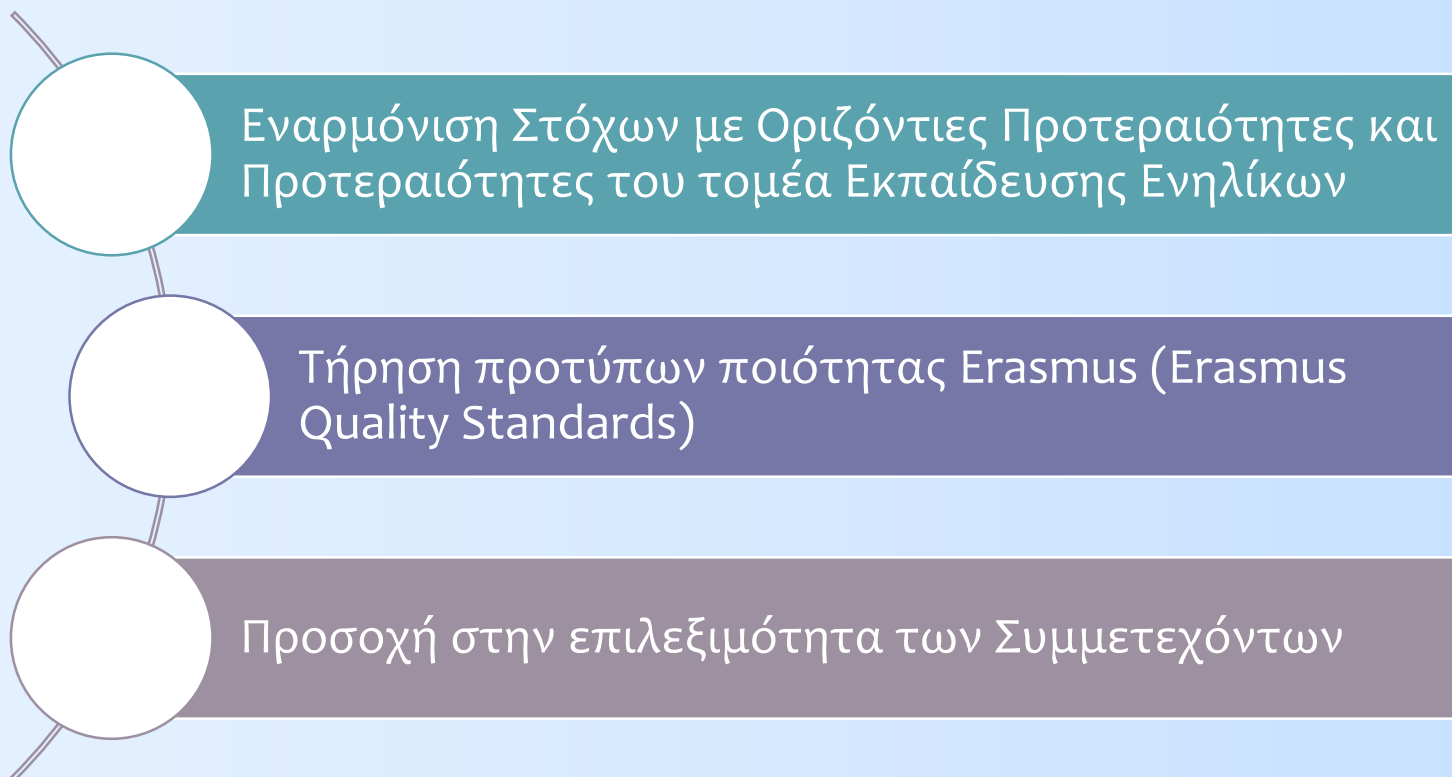 Εναρμόνιση Στόχων με Οριζόντιες Προτεραιότητες και
Προτεραιότητες του τομέα Εκπαίδευσης Ενηλίκων
Τήρηση προτύπων ποιότητας Erasmus (Erasmus
Quality Standards)
Προσοχή στην επιλεξιμότητα των Συμμετεχόντων